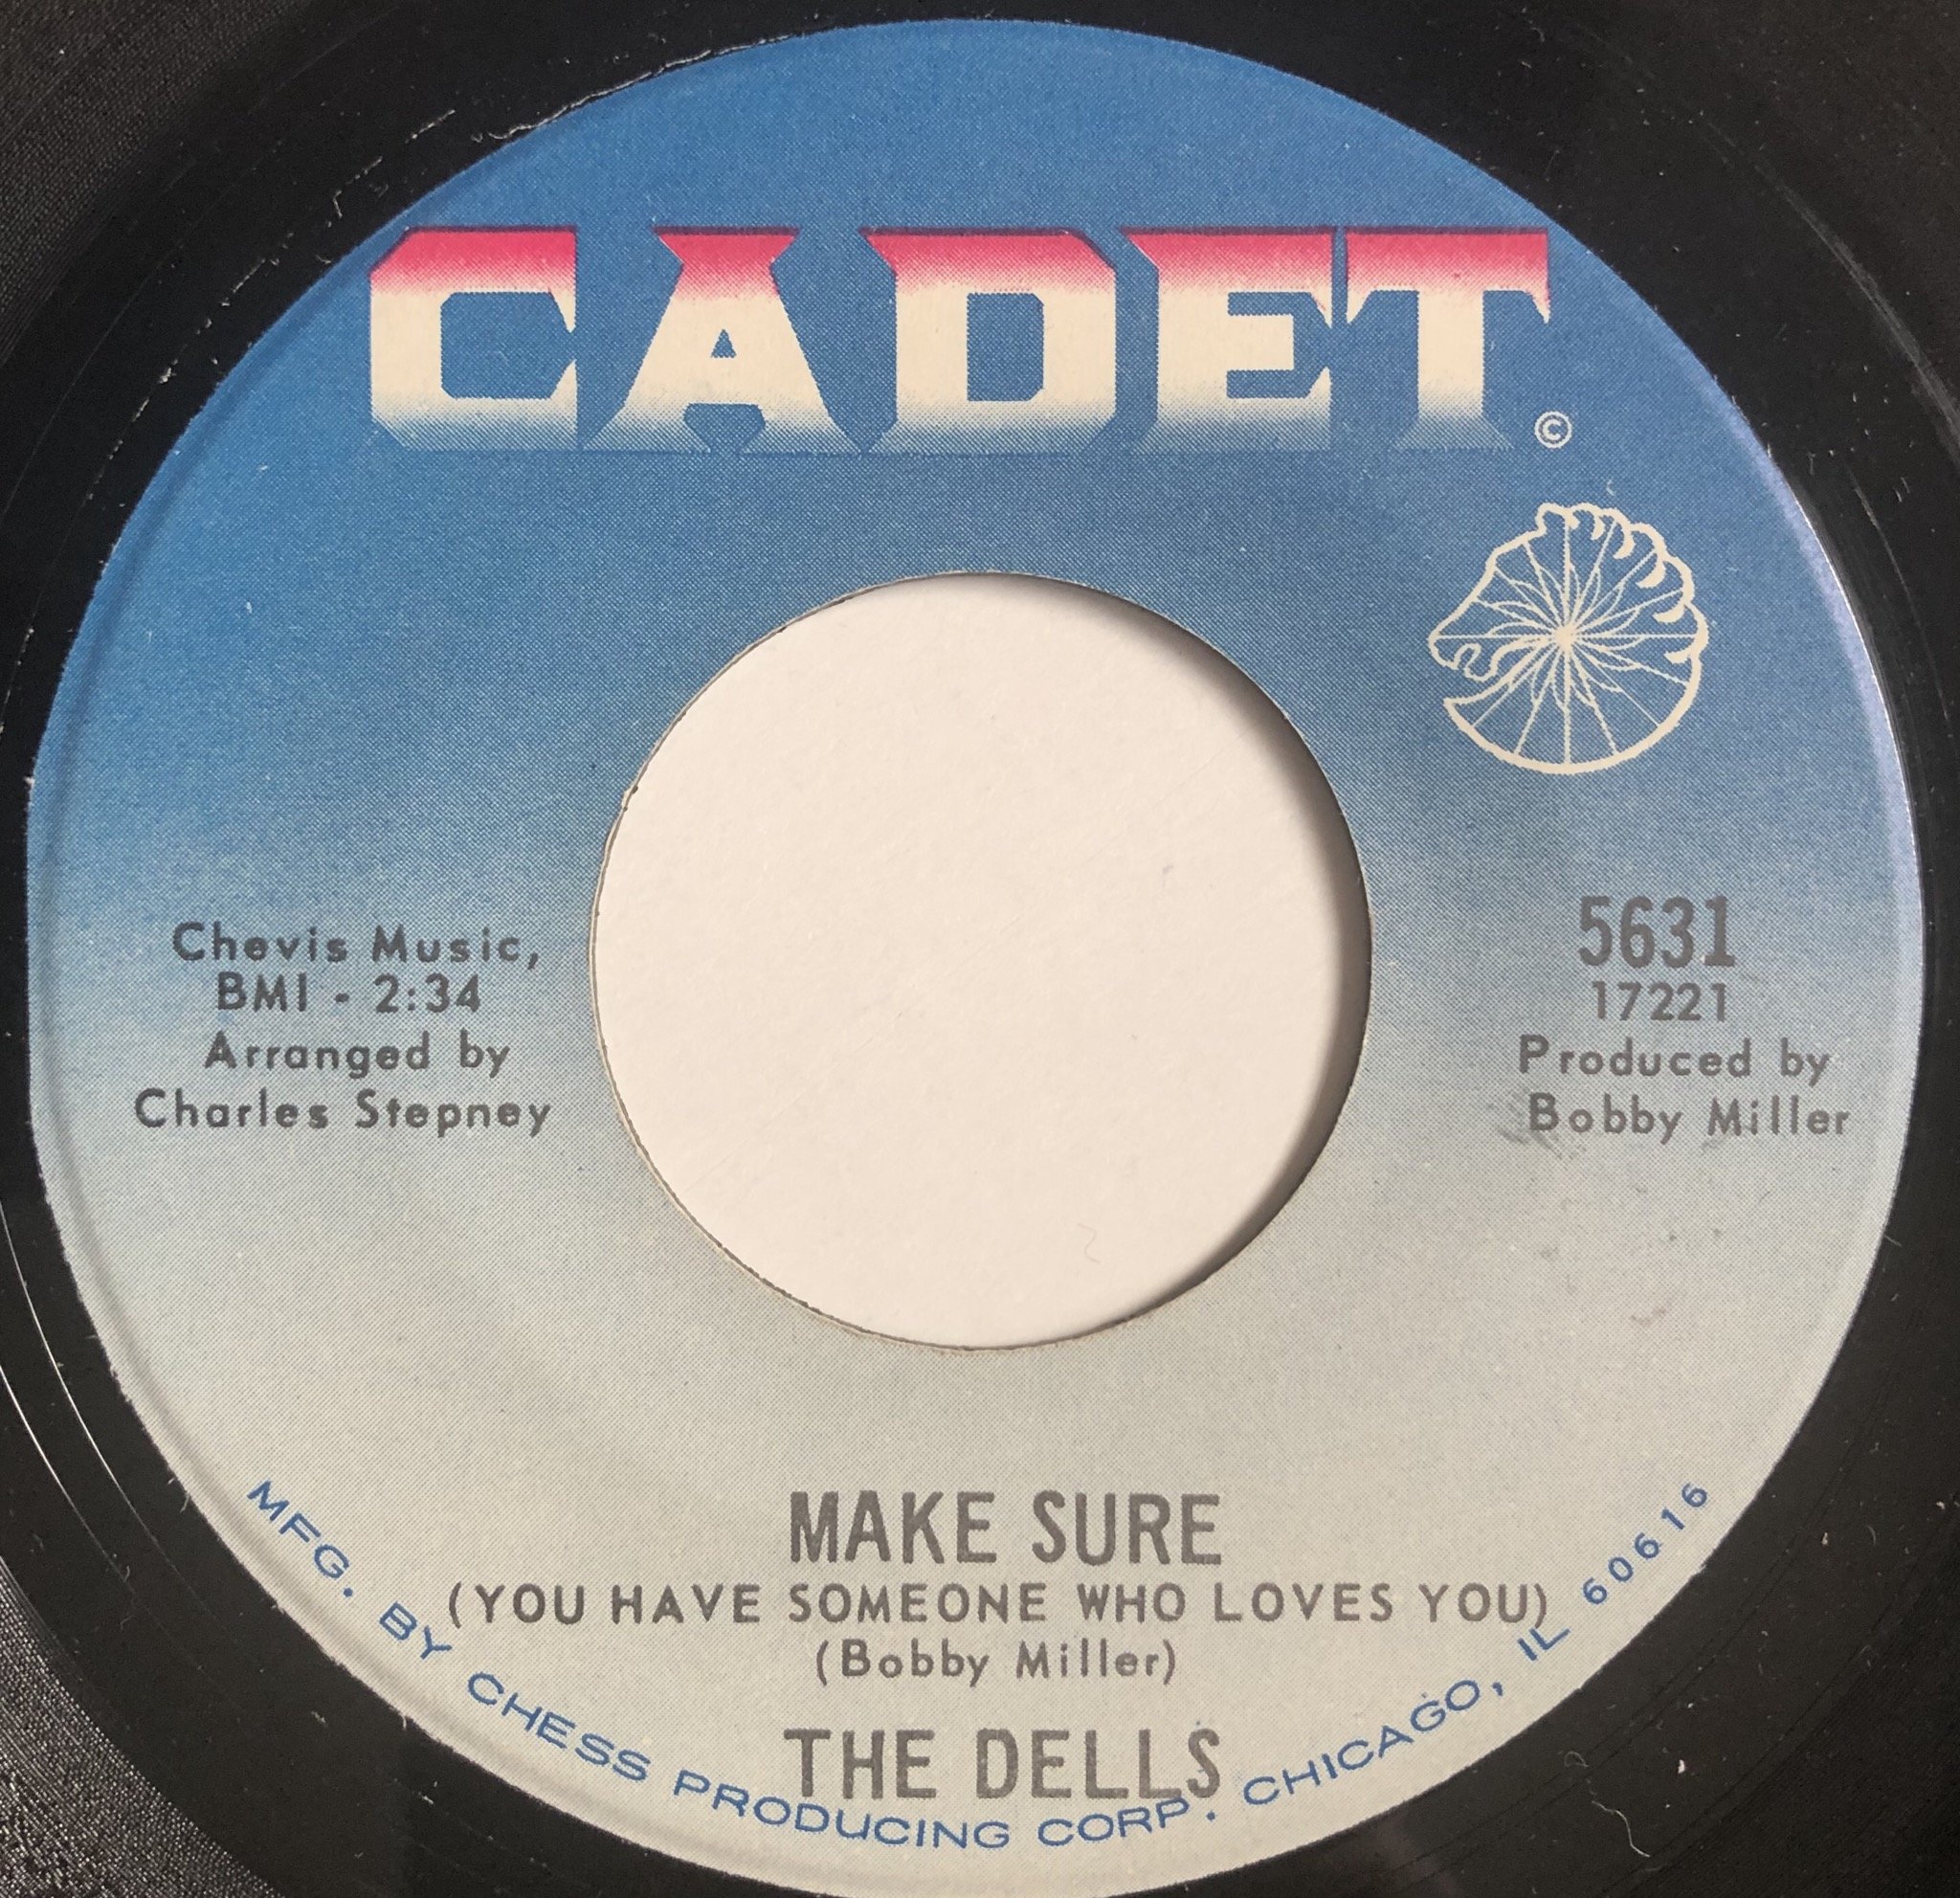 CADET
©
Chevis Music,
BMI - 2:34
Arranged by
Charles Stepney
5631
17221
Produced by
Bobby Miller
MAKE SURE
(YOU HAVE SOMEONE WHO LOVES YOU)
(Bobby Miller)
THE DELLS
MFG. BY CHESS PRODUCING CORP. CHICAGO, IL 60616